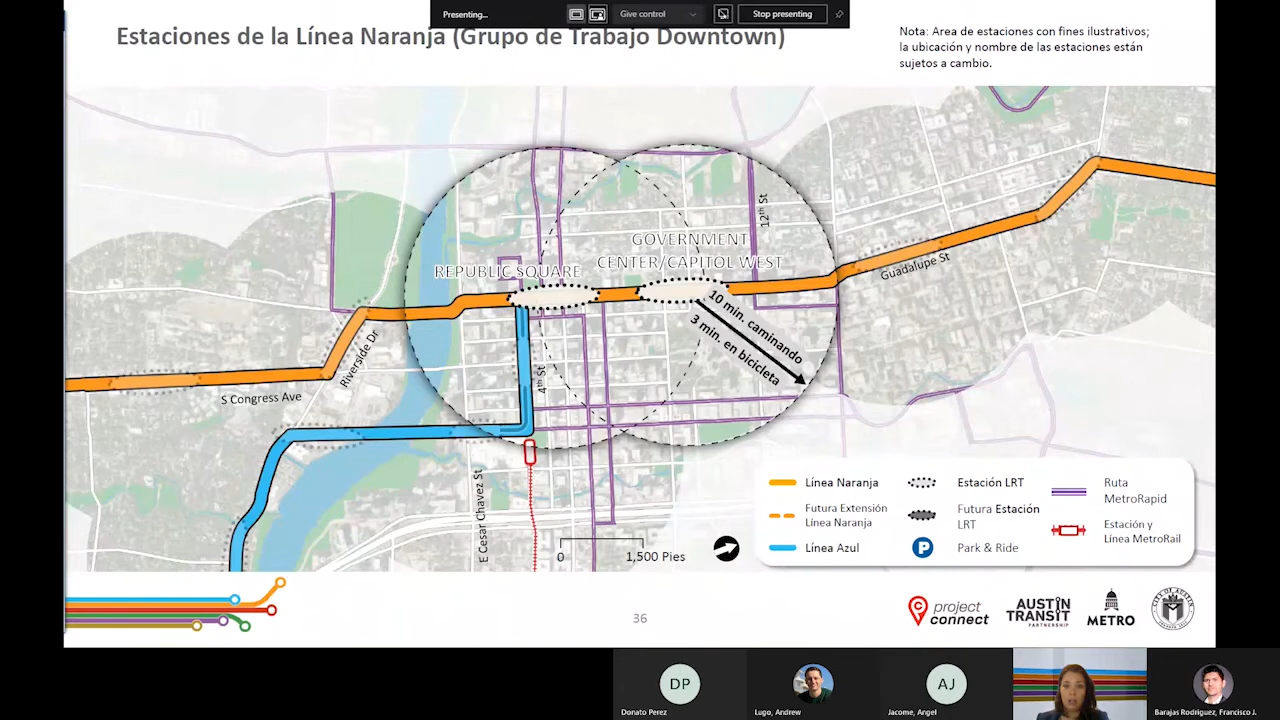 Presenting...
Give control
Stop presenting
Estaciones de la Línea Naranja (Grupo de Trabajo Downtown)
Nota: Area de estaciones con fines ilustrativos;
la ubicación y nombre de las estaciones están
sujetos a cambio.
12th St
GOVERNMENT
CENTER/CAPITOL WEST
REPUBLIC SQUARE
Guadalupe St
10 min. caminando
3 min. en bicicleta
Riverside Dr
S Congress Ave
4th St
E Cesar Chavez St
0
1,500 Pies
Línea Naranja
Futura Extensión
Línea Naranja
Línea Azul
Estación LRT
Futura Estación
LRT
P
Park & Ride
Ruta
MetroRapid
Estación y
Línea MetroRail
36
C
project
connect
AUSTIN
TRANSIT
PARTNERSHIP
METRO
CITY OF AUSTIN
DP
Donato Perez
Lugo, Andrew
AJ
Jacome, Angel
Barajas Rodriguez, Francisco J.